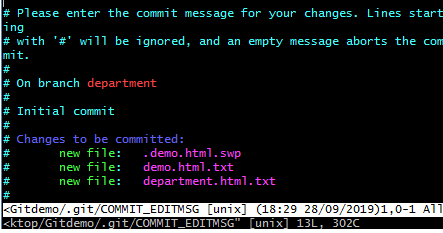 # Please enter the commit message for your changes. Lines start
ing
# with '#' will be ignored, and an empty message aborts the com
mit.
#
# On branch department
#
# Initial commit
#
# Changes to be committed:
#       new file:   .demo.html.swp
#       new file:   demo.html.txt
#       new file:   department.html.txt
#
<Gitdemo/.git/COMMIT_EDITMSG [unix] (18:29 28/09/2019)1,0-1 All
<ktop/Gitdemo/.git/COMMIT_EDITMSG" [unix] 13L, 302C